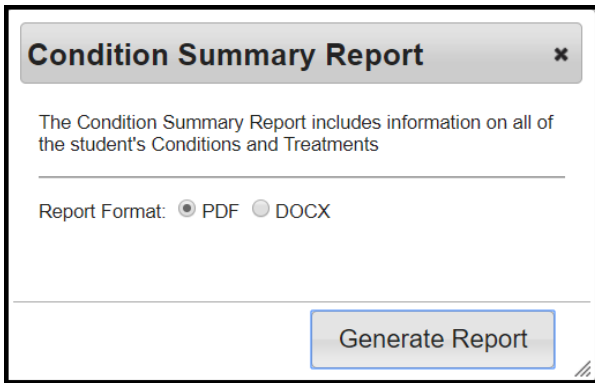 Condition Summary Report
The Condition Summary Report includes information on all of
the student's Conditions and Treatments
Report Format: PDF DOCX
Generate Report